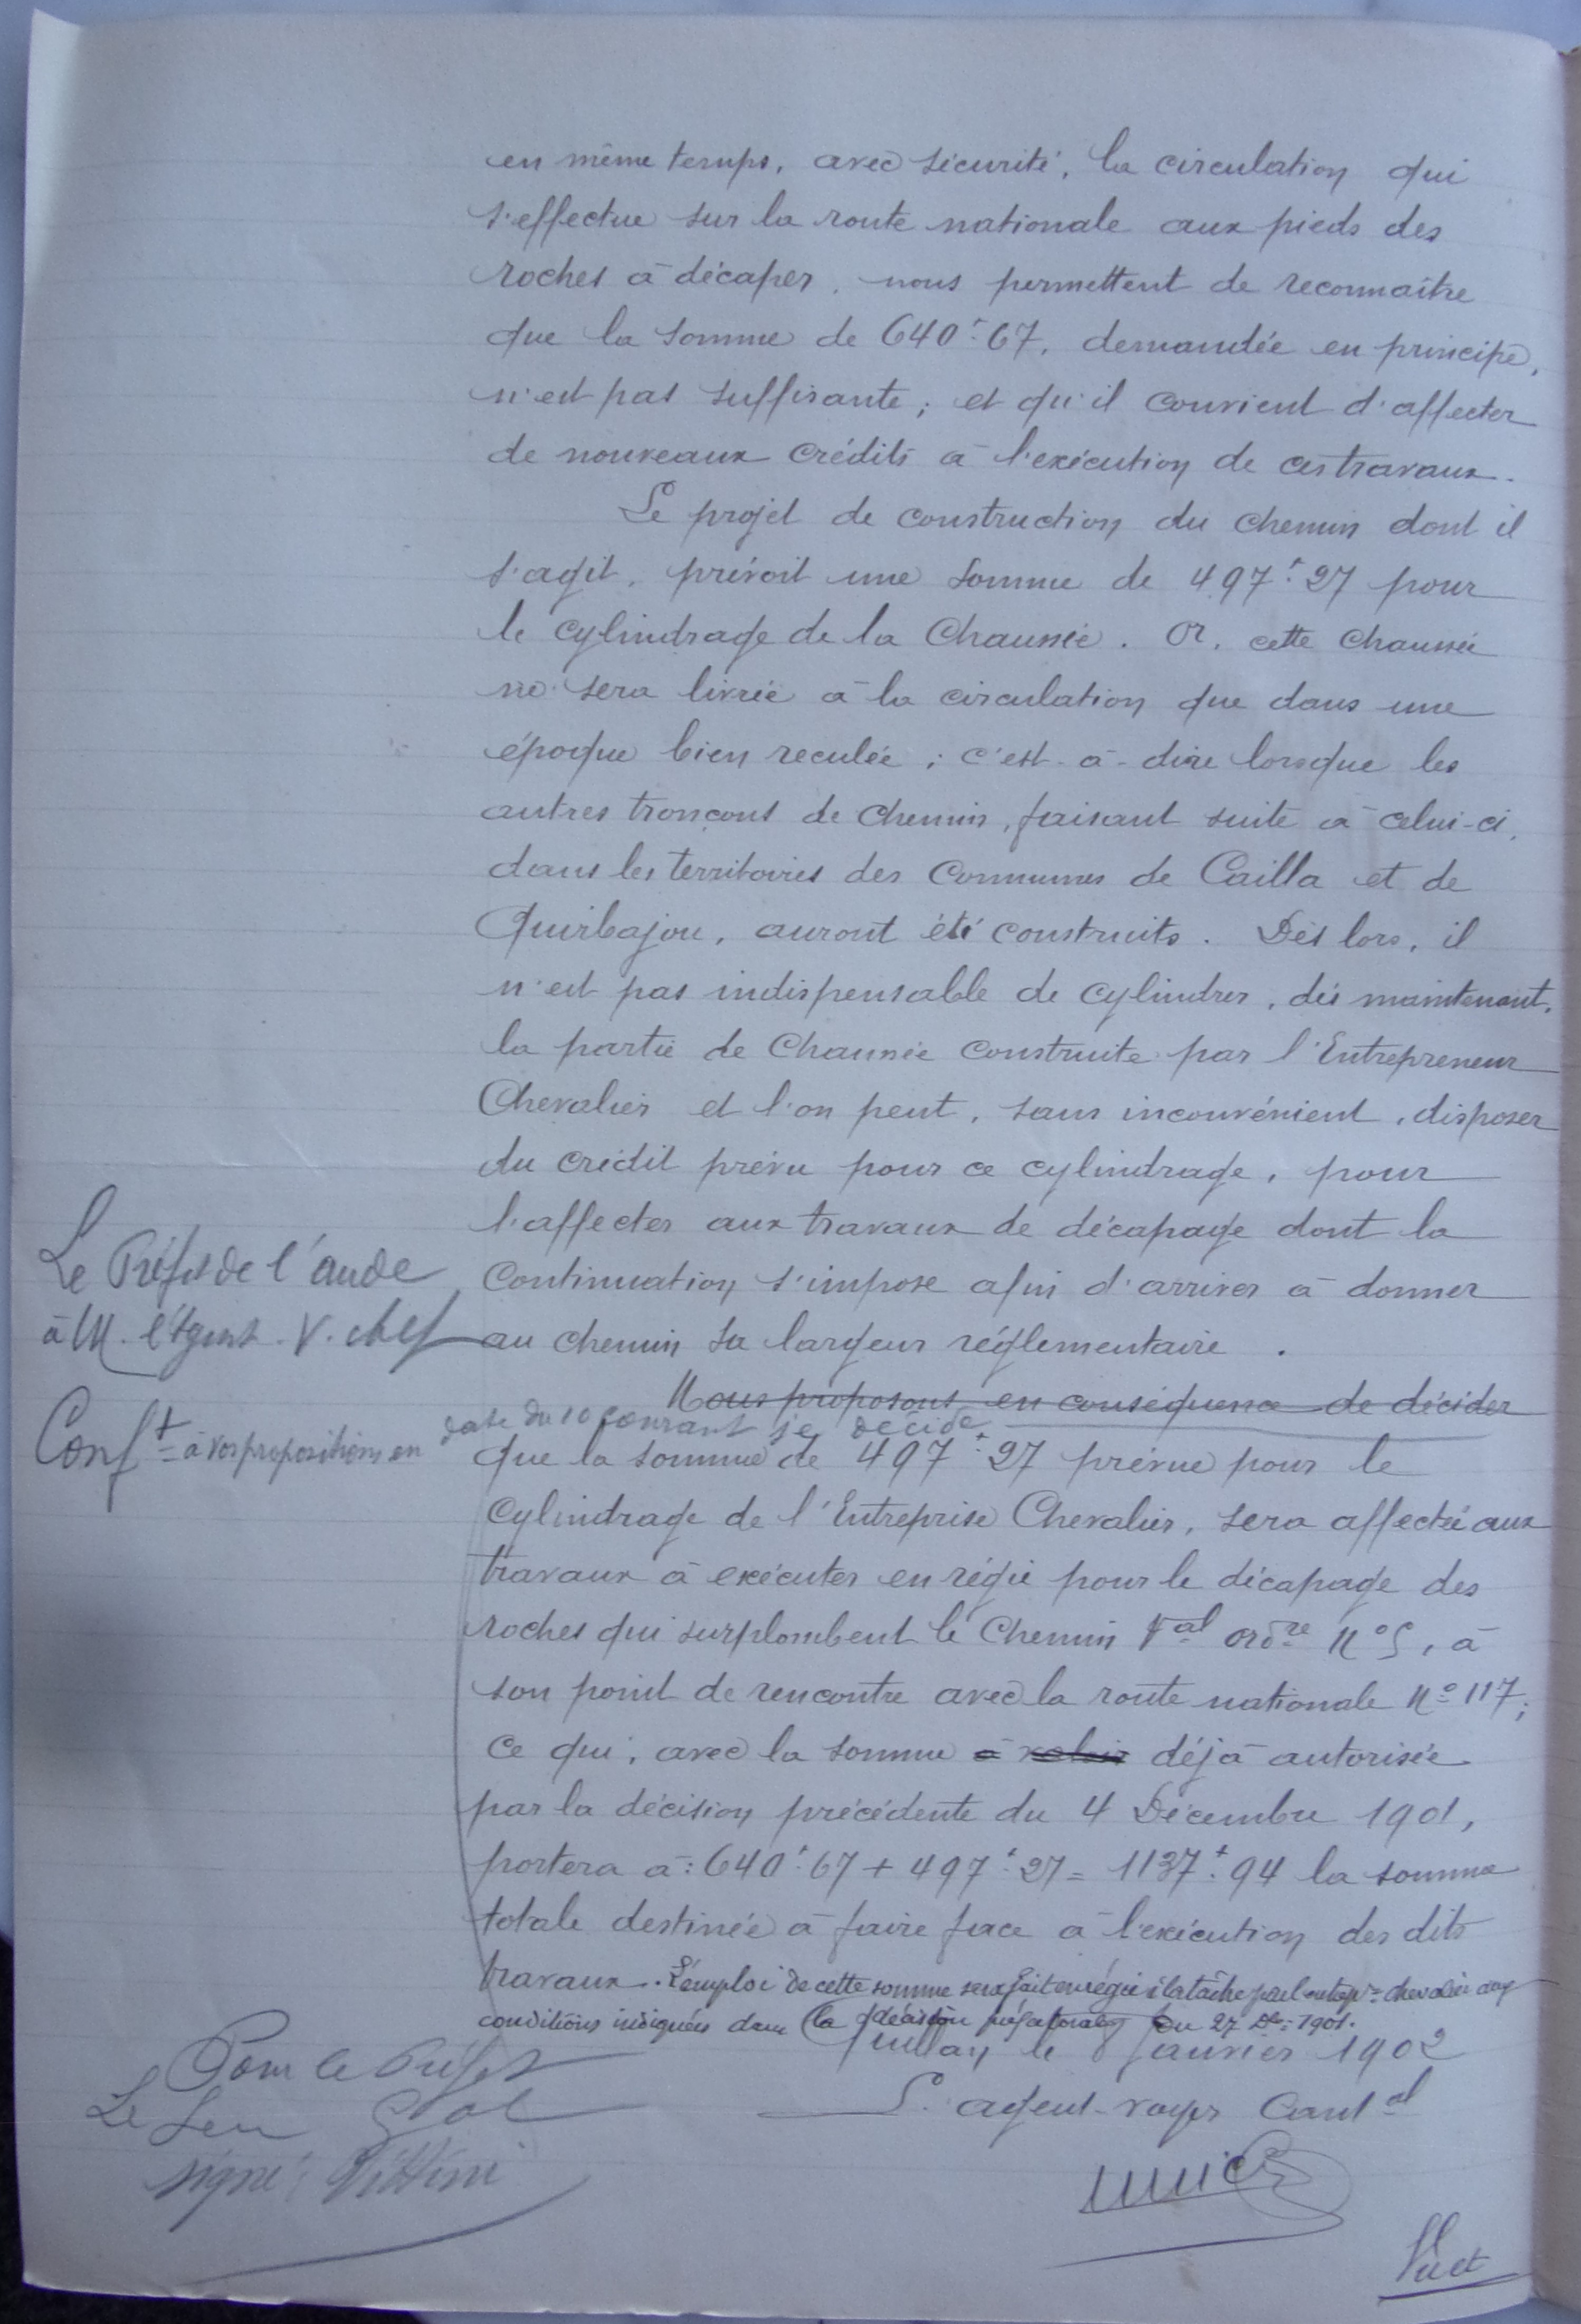 en même temps, avec sécurité, la circulation qui
s'effectue sur la route nationale aux pieds des
roches à décaper, nous permettent de reconnaître
que la somme de 640f.67, demandée en principe,
n'est pas suffisante; et qu'il convient d'affecter
de nouveaux crédits à l'exécution de ces travaux.
Le projet de construction du chemin dont il
s'agit, prévoit une somme de 497f.27 pour
le cylindrage de la Chaussée. Or, cette chaussée
ne sera livrée à la circulation que dans une
époque bien reculée; c'est-à-dire lorsque les
autres tronçons de chemin, faisant suite à celui-ci,
dans les territoires des Communes de Cailla et de
Quirbajou, auront été construits. Dès lors, il
n'est pas indispensable de cylindrer, dès maintenant,
la partie de Chaussée construite par l'Entrepreneur
Chevalier et l'on peut, sans inconvénient, disposer
du crédit prévu pour ce cylindrage, pour
l'affecter aux travaux de décapage dont la
continuation s'impose afin d'arriver à donner
au chemin sa largeur réglementaire.
Le Préfet de l'Aude
à M. l'Agent-V. chef
Nous proposons en conséquence de décider
Conft à vos propositions en date du 10 courant je décide
que la somme de 497f.27 prévue pour le
cylindrage de l'Entreprise Chevalier, sera affectée aux
travaux à exécuter en régie pour le décapage des
roches qui surplombent le Chemin Val ordre N° 5, à
son point de rencontre avec la route nationale N° 117;
ce qui, avec la somme à valoir déjà autorisée
par la décision précédente du 4 Décembre 1901,
portera à: 640f.67 + 497f.27 = 1137f.94 la somme
totale destinée à faire face à l'exécution des dits
travaux. L'emploi de cette somme sera fait en régie à la tâche par l'entrepr Chevalier aux
conditions indiquées dans la décision préfectorale du 27 Xbre 1901.
Quillan, le 8 Janvier 1902
L'agent-voyer Cantal
Pour le Préfet
Le Sen Gal
signé:
Vu et